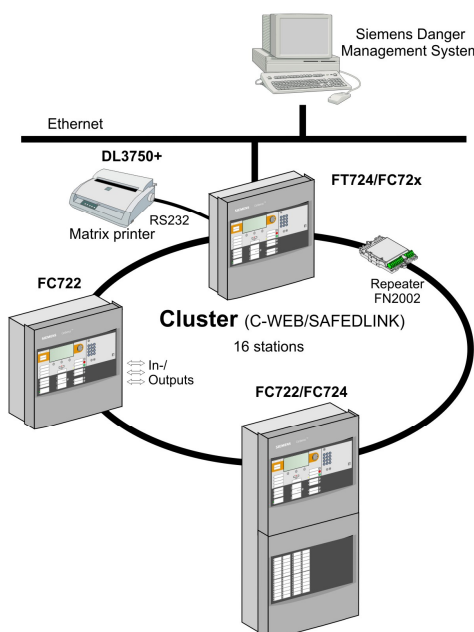 Siemens Danger
Management System
Ethernet
DL3750+
FT724/FC72x
RS232
Matrix printer
Repeater
FN2002
FC722
Cluster (C-WEB/SAFEDLINK)
16 stations
In-/
Outputs
FC722/FC724